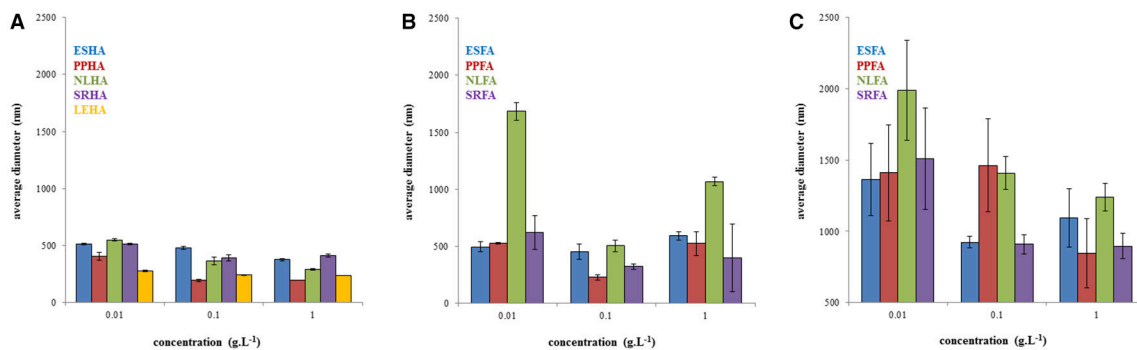 A
average diameter (nm)
2500
2000
1500
1000
500
0
ESHA
PPHA
NLHA
SRHA
LEHA
0.01
0.1
1
concentration (g.L-1)
B
average diameter (nm)
2500
2000
1500
1000
500
0
ESFA
PPFA
NLFA
SRFA
0.01
0.1
1
concentration (g.L-1)
C
average diameter (nm)
2500
2000
1500
1000
500
ESFA
PPFA
NLFA
SRFA
0.01
0.1
1
concentration (g.L-1)